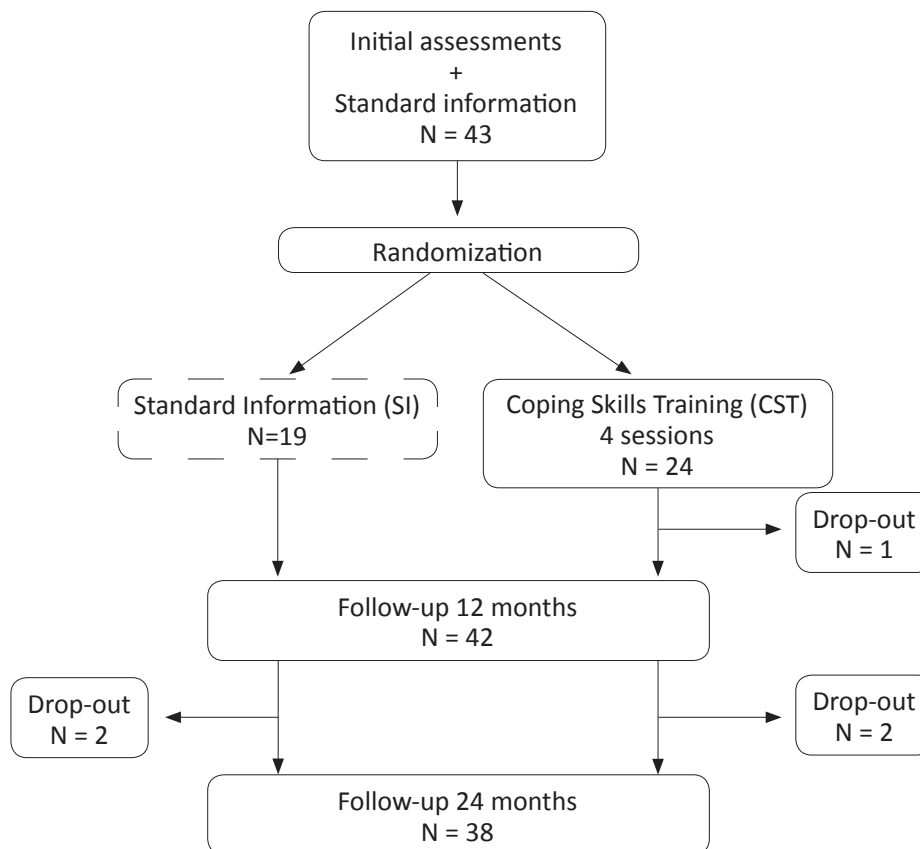 Initial assessments
+
Standard information
N = 43
Randomization
Standard Information (SI)
N=19
Coping Skills Training (CST)
4 sessions
N = 24
Drop-out
N = 1
Follow-up 12 months
N = 42
Drop-out
N = 2
Drop-out
N = 2
Follow-up 24 months
N = 38